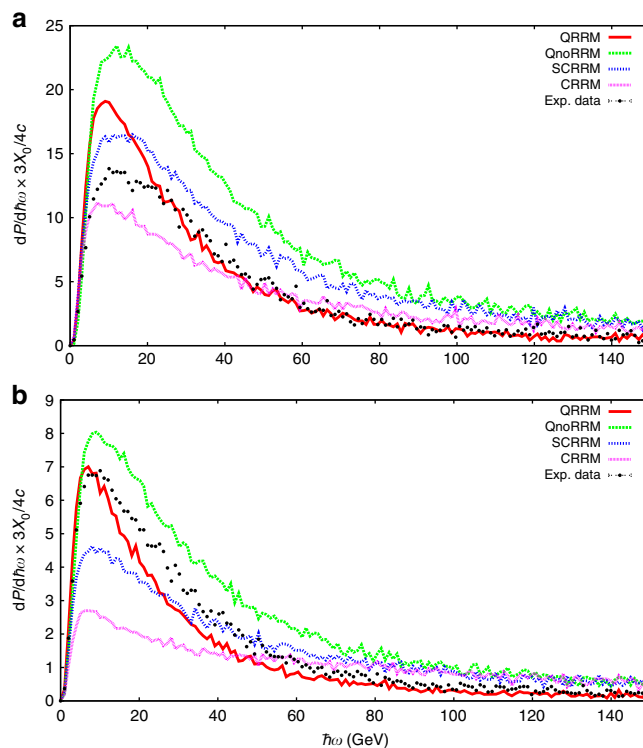 a
25
20
15
10
5
0
dP/dℏω × 3X₀/4c
QRRM
QnoRRM
SCRRM
CRRM
Exp. data
0 20 40 60 80 100 120 140
b
9
8
7
6
5
4
3
2
1
0
dP/dℏω × 3X₀/4c
QRRM
QnoRRM
SCRRM
CRRM
Exp. data
0 20 40 60 80 100 120 140
ℏω (GeV)